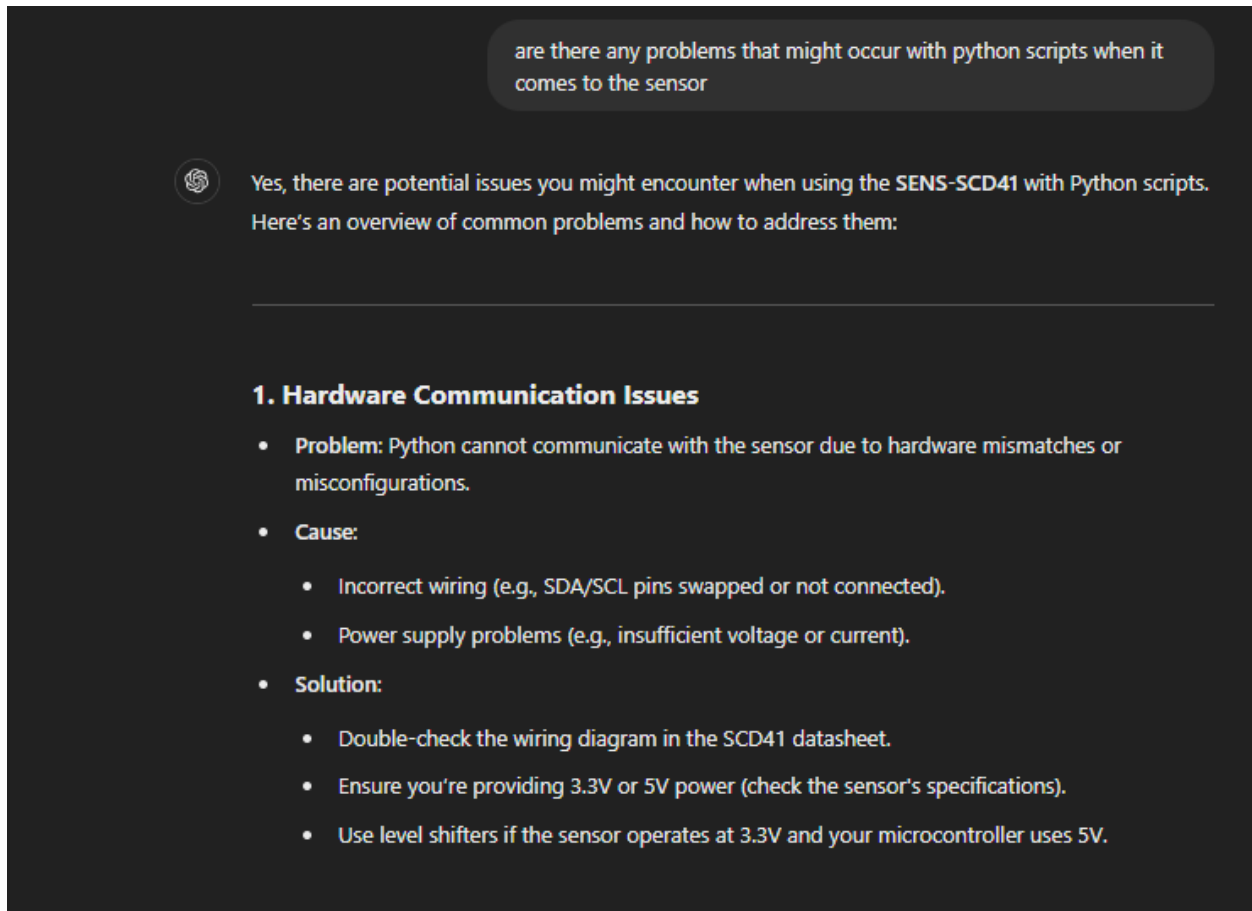 are there any problems that might occur with python scripts when it
comes to the sensor
Yes, there are potential issues you might encounter when using the SENS-SCD41 with Python scripts.
Here's an overview of common problems and how to address them:
1. Hardware Communication Issues
• Problem: Python cannot communicate with the sensor due to hardware mismatches or
misconfigurations.
• Cause:
• Incorrect wiring (e.g., SDA/SCL pins swapped or not connected).
• Power supply problems (e.g., insufficient voltage or current).
• Solution:
• Double-check the wiring diagram in the SCD41 datasheet.
• Ensure you're providing 3.3V or 5V power (check the sensor's specifications).
• Use level shifters if the sensor operates at 3.3V and your microcontroller uses 5V.